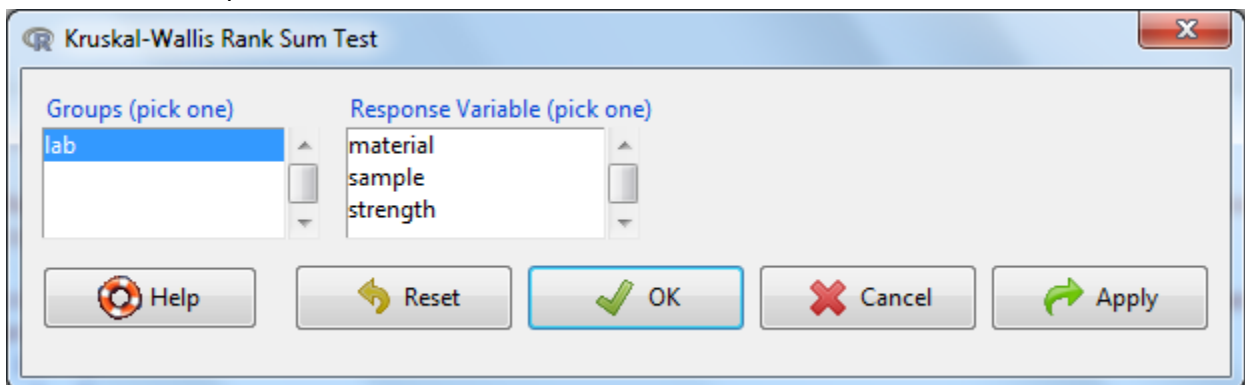 Kruskal-Wallis Rank Sum Test
Groups (pick one) Response Variable (pick one)
lab material
sample
strength
Help Reset OK Cancel Apply